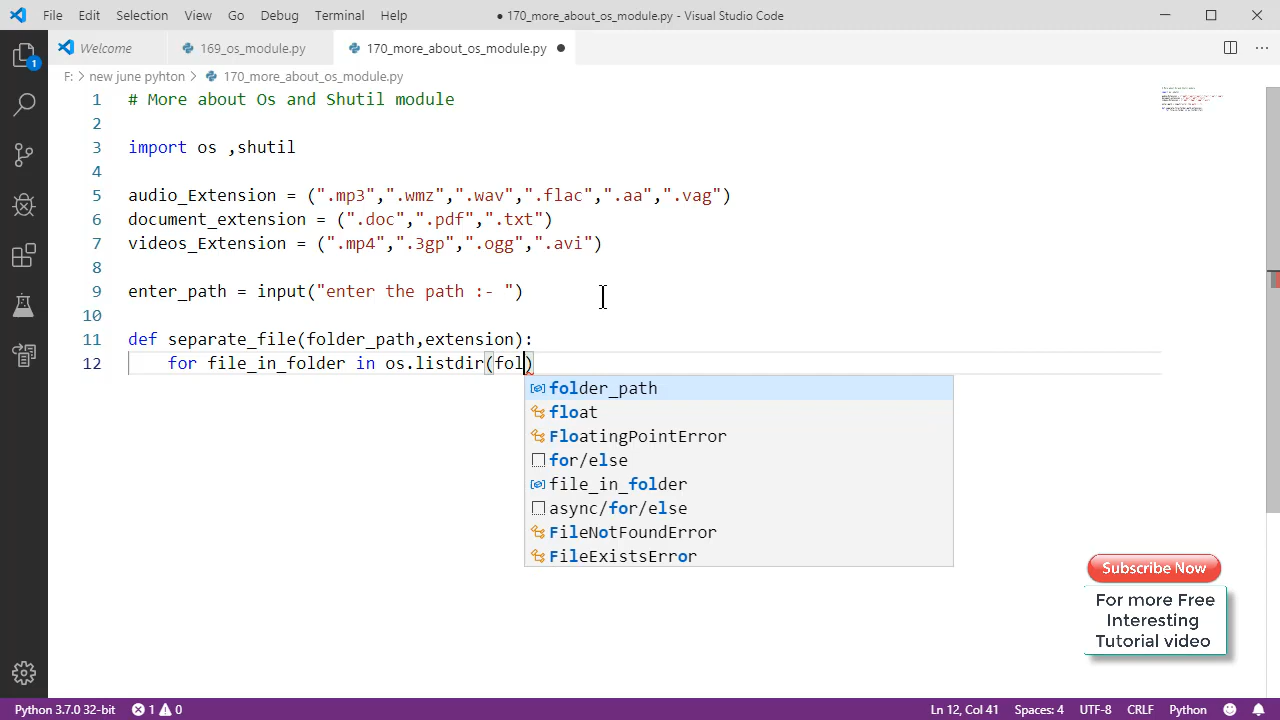 File Edit Selection View Go Debug Terminal Help
● 170_more_about_os_module.py - Visual Studio Code
Welcome 169_os_module.py 170_more_about_os_module.py ●
F: > new june pyhton > 170_more_about_os_module.py
1 # More about Os and Shutil module
2
3 import os ,shutil
4
5 audio_Extension = (".mp3",".wmz",".wav",".flac",".aa",".vag")
6 document_extension = (".doc",".pdf",".txt")
7 videos_Extension = (".mp4",".3gp",".ogg",".avi")
8
9 enter_path = input("enter the path :- ")
10
11 def separate_file(folder_path,extension):
12 for file_in_folder in os.listdir(fol)
folder_path
float
FloatingPointError
for/else
file_in_folder
async/for/else
FileNotFoundError
FileExistsError
1
Subscribe Now
For more Free
Interesting
Tutorial video
Python 3.7.0 32-bit 1 0 Ln 12, Col 41 Spaces: 4 UTF-8 CRLF Python